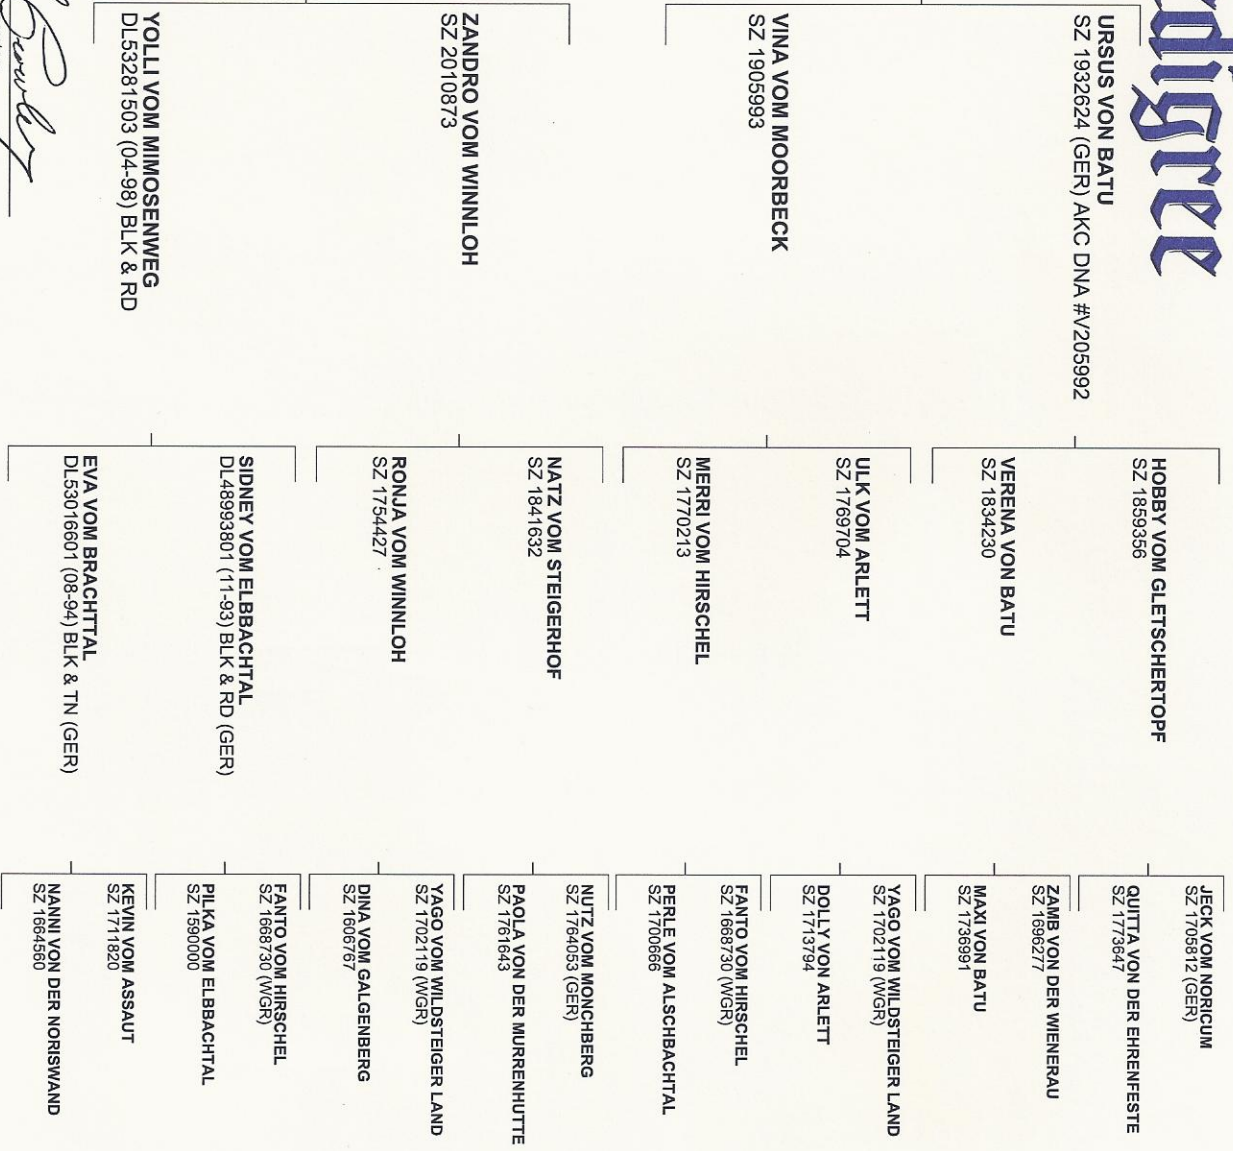 digree
URSUS VON BATU
SZ 1932624 (GER) AKC DNA #V205992
VINA VOM MOORBECK
SZ 1905993
ZANDRO VOM WINNLOH
SZ 2010873
YOLLI VOM MIMOSENWEG
DL53281503 (04-98) BLK & RD
HOBBY VOM GLETSCHERTOPF
SZ 1859356
VERENA VON BATU
SZ 1834230
ULK VOM ARLETT
SZ 1769704
MERRI VOM HIRSCHEL
SZ 1770213
NATZ VOM STEIGERHOF
SZ 1841632
RONJA VOM WINNLOH
SZ 1754427
SIDNEY VOM ELBBACHTAL
DL48993801 (11-93) BLK & RD (GER)
EVA VOM BRACHTTAL
DL53016601 (08-94) BLK & TN (GER)
JECK VOM NORICUM
SZ 1705812 (GER)
QUITTA VON DER EHRENFESTE
SZ 1773647
ZAMB VON DER WIENERAU
SZ 1696277
MAXI VON BATU
SZ 1736991
YAGO VOM WILDSTEIGER LAND
SZ 1702119 (WGR)
DOLLY VON ARLETT
SZ 1713794
FANTO VOM HIRSCHEL
SZ 1668730 (WGR)
PERLE VOM ALSCHBACHTAL
SZ 1700666
NUTZ VOM MONCHBERG
SZ 1764053 (GER)
PAOLA VON DER MURRENHUTTE
SZ 1761643
YAGO VOM WILDSTEIGER LAND
SZ 1702119 (WGR)
DINA VOM GALGENBERG
SZ 1606767
FANTO VOM HIRSCHEL
SZ 1668730 (WGR)
PILKA VOM ELBBACHTAL
SZ 1590000
KEVIN VOM ASSAUT
SZ 1711820
NANNI VON DER NORISWAND
SZ 1664560